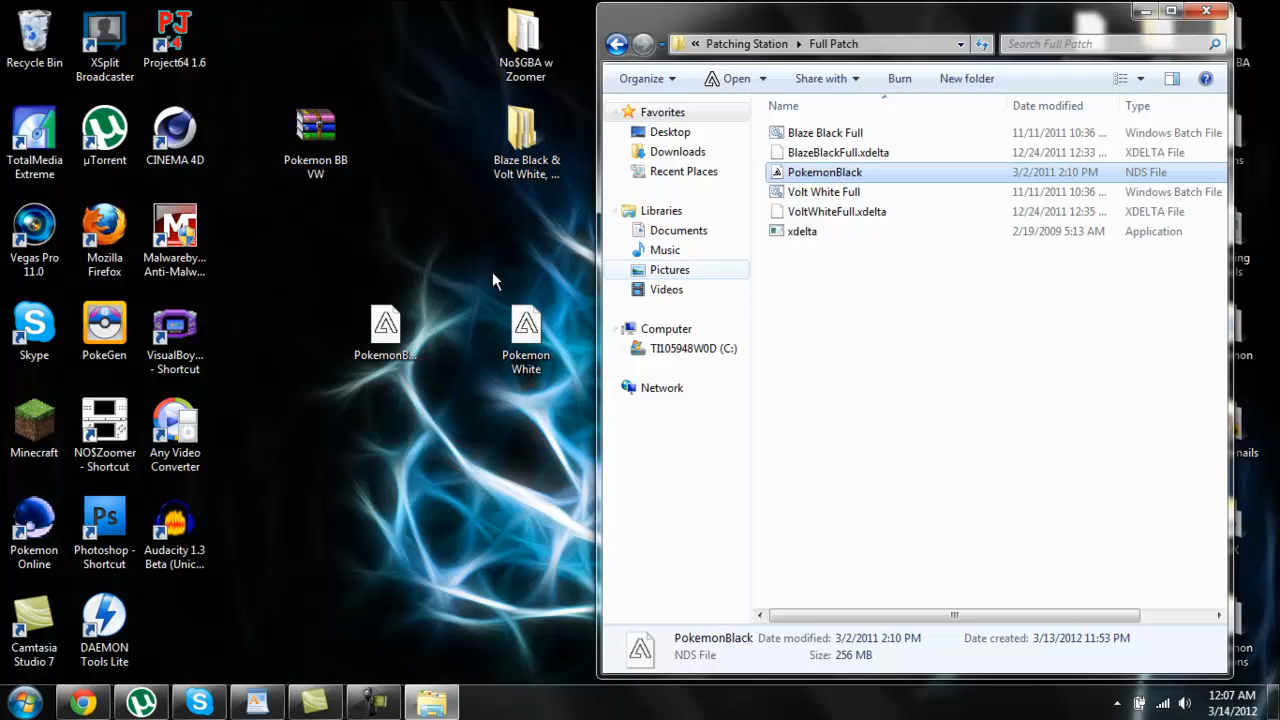 Recycle Bin
XSplit
Broadcaster
Project64 1.6
No$GBA w
Zoomer
TotalMedia
Extreme
µTorrent
CINEMA 4D
Pokemon BB
VW
Blaze Black &
Volt White, ...
Vegas Pro
11.0
Mozilla
Firefox
Malwareby...
Anti-Malw...
Skype
PokeGen
VisualBoy...
- Shortcut
PokemonB...
Pokemon
White
Minecraft
NO$Zoomer
- Shortcut
Any Video
Converter
Pokemon
Online
Photoshop -
Shortcut
Audacity 1.3
Beta (Unic...
Camtasia
Studio 7
DAEMON
Tools Lite
PJ
4
Ps
« Patching Station Full Patch
Search Full Patch
Organize Open Share with Burn New folder
Favorites
Desktop
Downloads
Recent Places
Libraries
Documents
Music
Pictures
Videos
Computer
TI105948W0D (C:)
Network
Name Date modified Type
Blaze Black Full 11/11/2011 10:36 ... Windows Batch File
BlazeBlackFull.xdelta 12/24/2011 12:33 ... XDELTA File
PokemonBlack 3/2/2011 2:10 PM NDS File
Volt White Full 11/11/2011 10:36 ... Windows Batch File
VoltWhiteFull.xdelta 12/24/2011 12:35 ... XDELTA File
xdelta 2/19/2009 5:13 AM Application
PokemonBlack Date modified: 3/2/2011 2:10 PM Date created: 3/13/2012 11:53 PM
NDS File Size: 256 MB
12:07 AM
3/14/2012